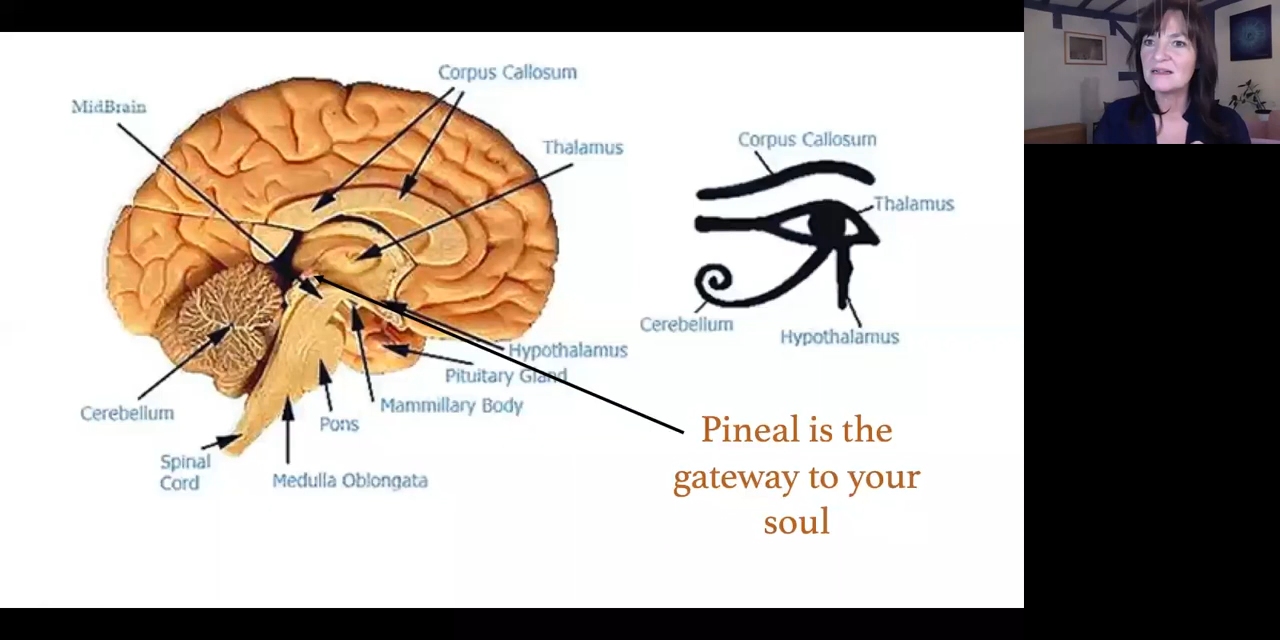 Corpus Callosum
MidBrain
Thalamus
Hypothalamus
Pituitary Gland
Mammillary Body
Pons
Cerebellum
Spinal
Cord
Medulla Oblongata
Corpus Callosum
Thalamus
Cerebellum
Hypothalamus
Pineal is the
gateway to your
soul